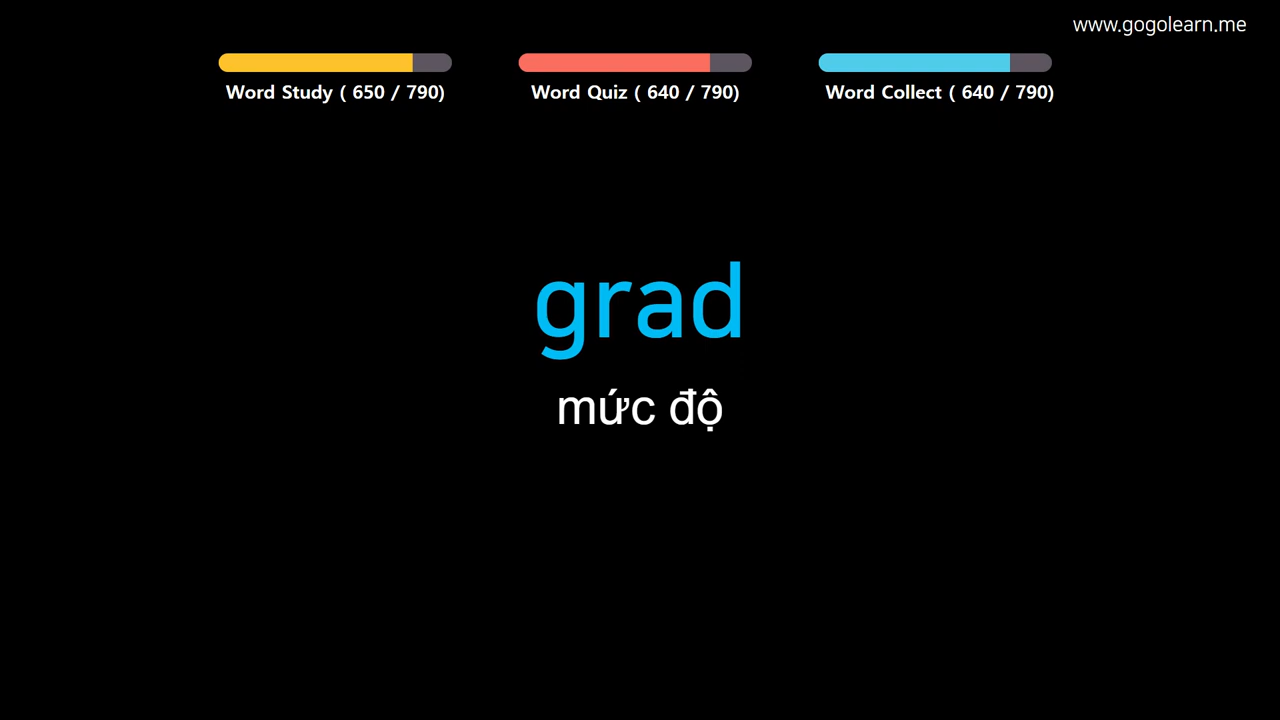 www.gogolearn.me
Word Study ( 650 / 790)
Word Quiz ( 640 / 790)
Word Collect ( 640 / 790)
grad
mức độ